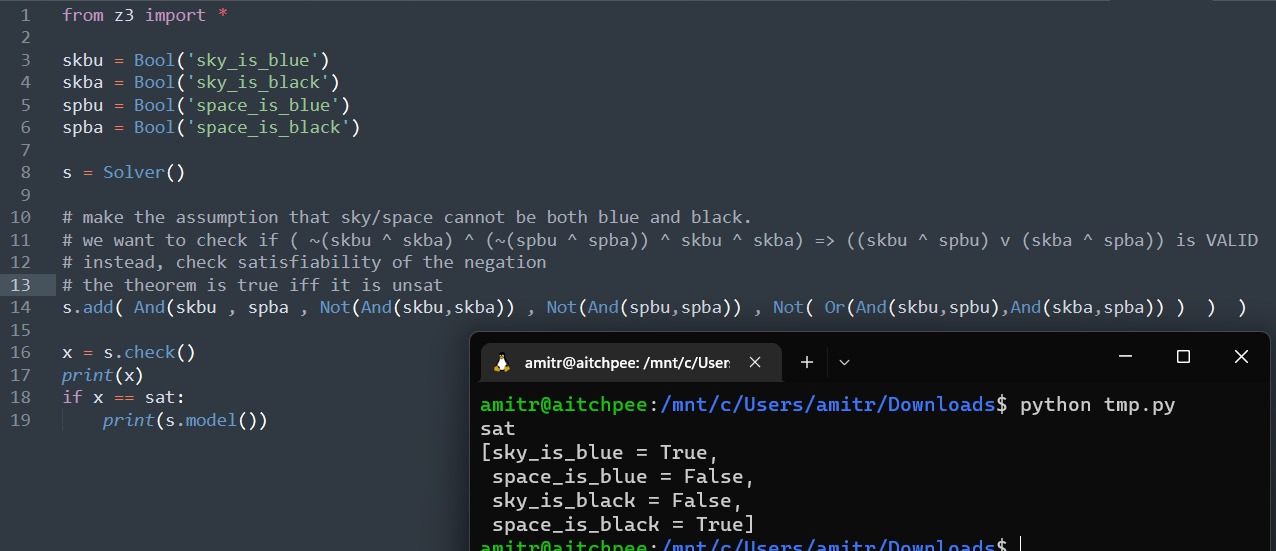 1 from z3 import *
2
3 skbu = Bool('sky_is_blue')
4 skba = Bool('sky_is_black')
5 spbu = Bool('space_is_blue')
6 spba = Bool('space_is_black')
7
8 s = Solver()
9
10 # make the assumption that sky/space cannot be both blue and black.
11 # we want to check if ( ~(skbu ^ skba) ^ (~(spbu ^ spba)) ^ skbu ^ skba) => ((skbu ^ spbu) v (skba ^ spba)) is VALID
12 # instead, check satisfiability of the negation
13 # the theorem is true iff it is unsat
14 s.add( And(skbu , spba , Not(And(skbu,skba)) , Not(And(spbu,spba)) , Not( Or(And(skbu,spbu),And(skba,spba)) ) ) )
15
16 x = s.check()
17 print(x)
18 if x == sat:
19 print(s.model())
amitr@aitchpee: /mnt/c/User
amitr@aitchpee:/mnt/c/Users/amitr/Downloads$ python tmp.py
sat
[sky_is_blue = True,
space_is_blue = False,
sky_is_black = False,
space_is_black = True]
amitr@aitchpee:/mnt/c/Users/amitr/Downloads$